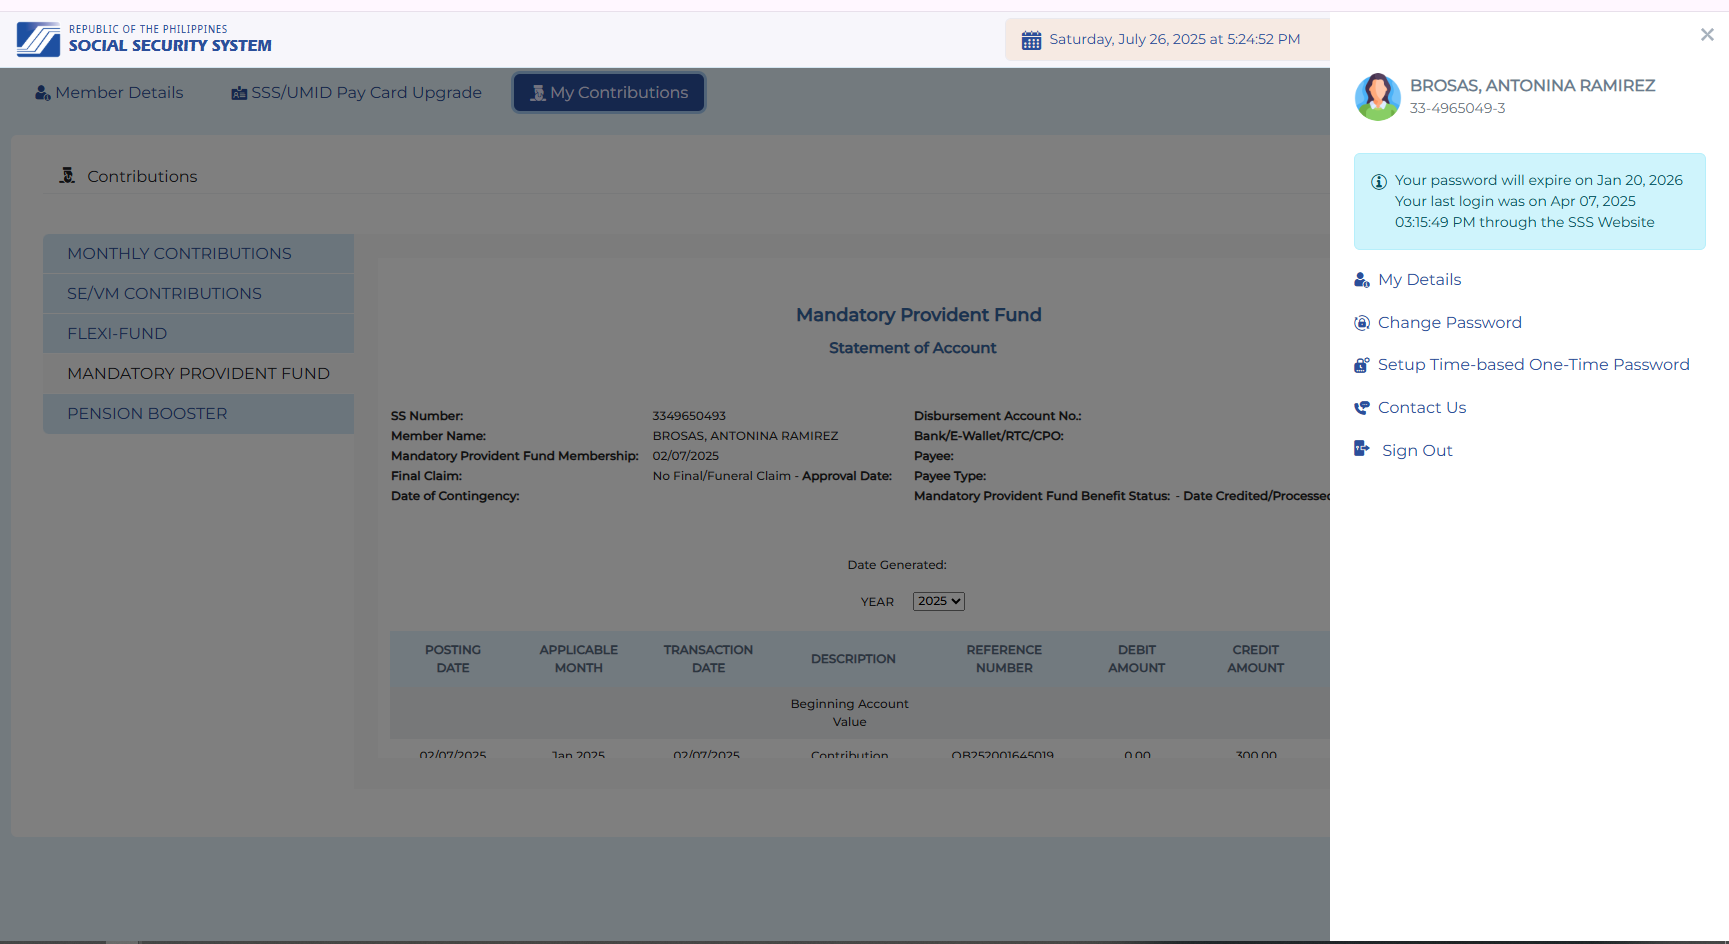 REPUBLIC OF THE PHILIPPINES
SOCIAL SECURITY SYSTEM
Saturday, July 26, 2025 at 5:24:52 PM
Member Details
SSS/UMID Pay Card Upgrade
My Contributions
Contributions
MONTHLY CONTRIBUTIONS
SE/VM CONTRIBUTIONS
FLEXI-FUND
MANDATORY PROVIDENT FUND
PENSION BOOSTER
Mandatory Provident Fund
Statement of Account
SS Number: 3349650493 Disbursement Account No.:
Member Name: BROSAS, ANTONINA RAMIREZ Bank/E-Wallet/RTC/CPO:
Mandatory Provident Fund Membership: 02/07/2025 Payee:
Final Claim: No Final/Funeral Claim - Approval Date: Payee Type:
Date of Contingency: Mandatory Provident Fund Benefit Status: - Date Credited/Processed
Date Generated:
YEAR 2025
POSTING DATE APPLICABLE MONTH TRANSACTION DATE DESCRIPTION REFERENCE NUMBER DEBIT AMOUNT CREDIT AMOUNT
Beginning Account
Value
02/07/2025 Jan 2025 02/07/2025 Contribution OB252001645019 0.00 300.00
BROSAS, ANTONINA RAMIREZ
33-4965049-3
Your password will expire on Jan 20, 2026
Your last login was on Apr 07, 2025
03:15:49 PM through the SSS Website
My Details
Change Password
Setup Time-based One-Time Password
Contact Us
Sign Out